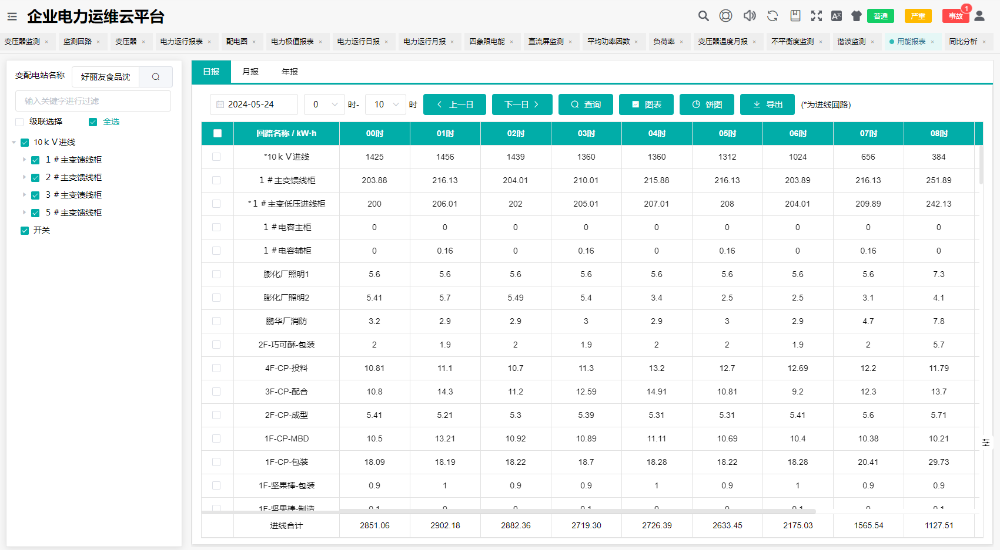 企业电力运维云平台
普通 严重 事故 1
变压器监测 × 监测回路 × 变压器 × 电力运行报表 × 配电图 × 电力极值报表 × 电力运行日报 × 电力运行月报 × 四象限电能 × 直流屏监测 × 平均功率因数 × 负荷率 × 变压器温度月报 × 不平衡度监测 × 谐波监测 × 用能报表 × 同比分析 ×
变配电站名称 好丽友食品沈
输入关键字进行过滤
级联选择 全选
10ｋＶ进线
1 ＃主变馈线柜
2 ＃主变馈线柜
3 ＃主变馈线柜
5 ＃主变馈线柜
开关
日报 月报 年报
2024-05-24 0 时- 10 时 上一日 下一日 查询 图表 饼图 导出 (*为进线回路)
回路名称 / kW·h 00时 01时 02时 03时 04时 05时 06时 07时 08时
*10ｋＶ进线 1425 1456 1439 1360 1360 1312 1024 656 384
1 ＃主变馈线柜 203.88 216.13 204.01 210.01 215.88 216.13 203.89 216.13 251.89
*1 ＃主变低压进线柜 200 206.01 202 205.01 207.01 208 204.01 209.89 242.13
1 ＃电容主柜 0 0 0 0 0 0 0 0 0
1 ＃电容辅柜 0 0.16 0 0.16 0 0.16 0 0.16 0
膨化厂照明1 5.6 5.6 5.6 5.6 5.6 5.6 5.6 5.6 7.3
膨化厂照明2 5.41 5.7 5.49 5.4 3.4 2.5 2.5 3.1 4.1
鹏华厂消防 3.2 2.9 2.9 3 2.9 3 2.9 4.7 7.8
2F-巧可酥-包装 2 1.9 2 1.9 2 2 1.9 2 5.7
4F-CP-投料 10.81 11.1 10.7 11.3 13.2 12.7 12.69 12.2 11.79
3F-CP-配合 10.8 14.3 11.2 12.59 14.91 10.81 9.2 12.3 13.7
2F-CP-成型 5.41 5.21 5.3 5.39 5.31 5.31 5.41 5.6 5.71
1F-CP-MBD 10.5 13.21 10.92 10.89 11.11 10.69 10.4 10.38 10.21
1F-CP-包装 18.09 18.19 18.22 18.7 18.28 18.22 18.28 20.41 29.73
1F-坚果棒-包装 0.9 1 0.9 0.9 1 0.9 1 0.9 0.9
1F-坚果棒-制造 0.1 0 0 0.1 0 0 0.1 0 0.1
进线合计 2851.06 2902.18 2882.36 2719.30 2726.39 2633.45 2175.03 1565.54 1127.51